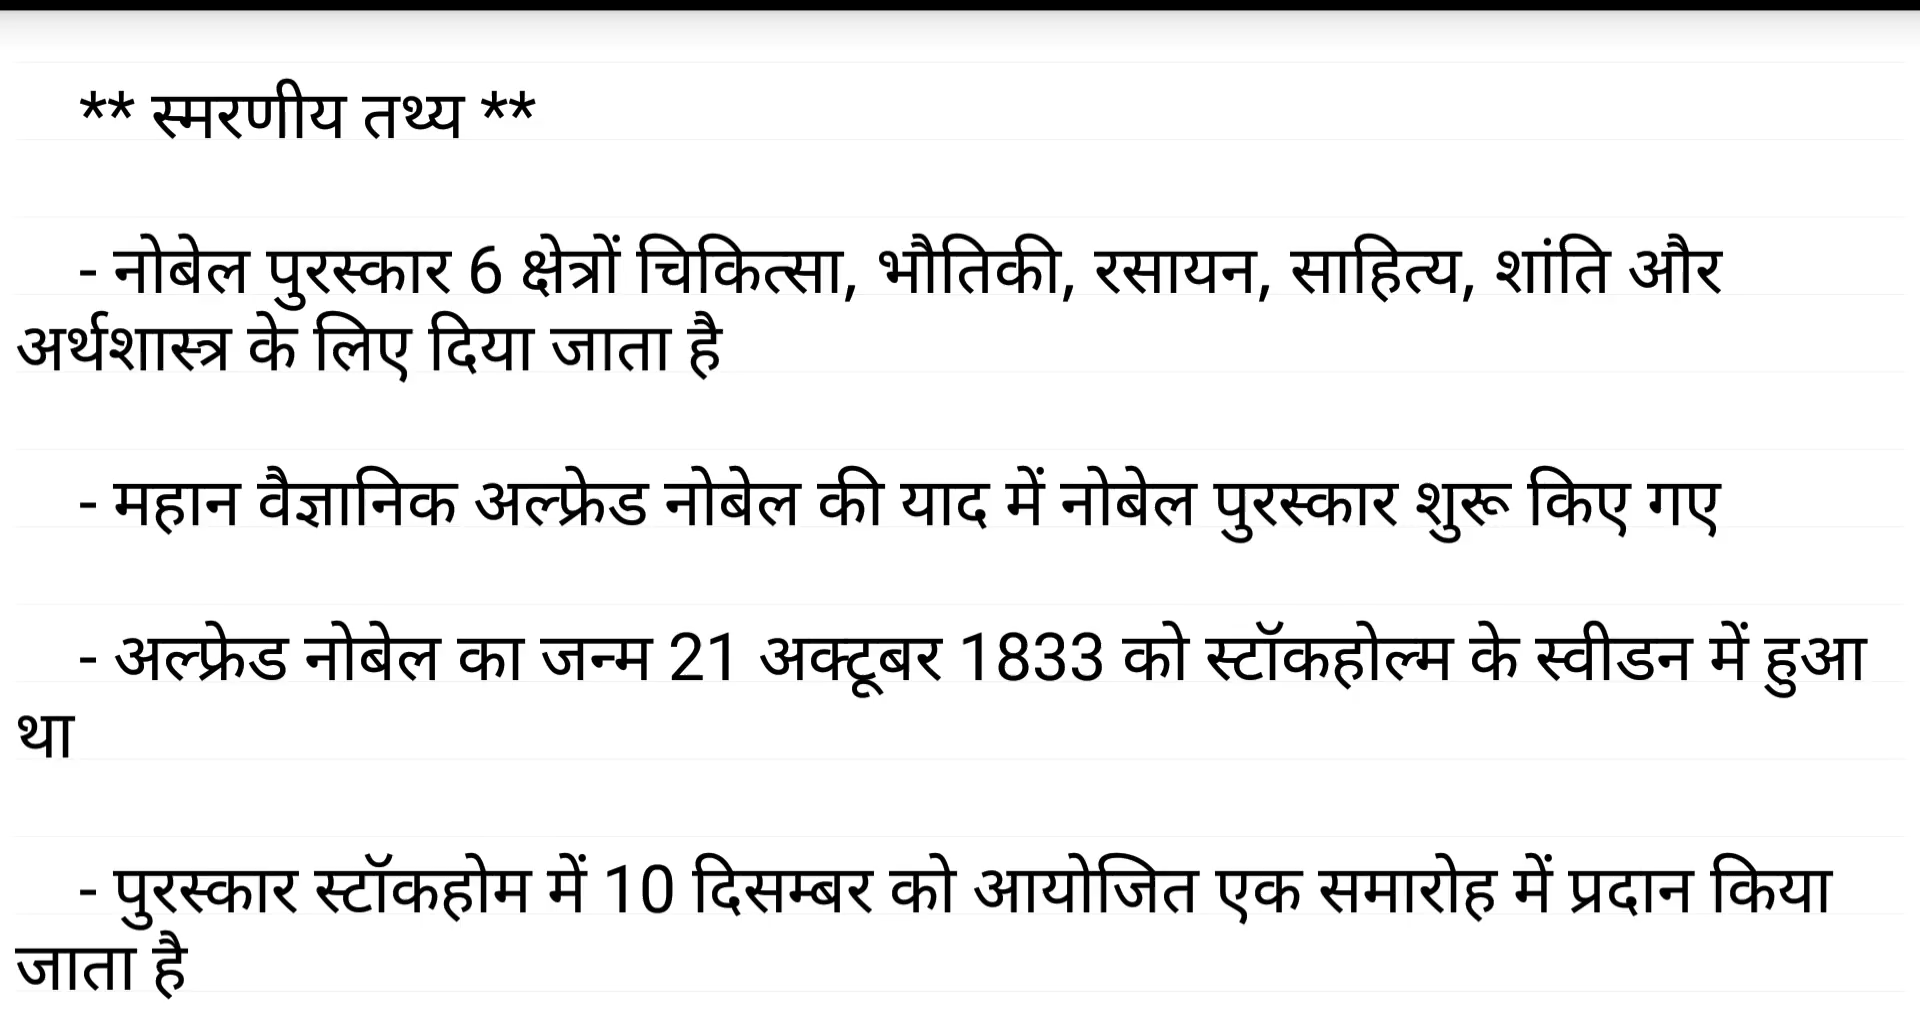 ** स्मरणीय तथ्य **
- नोबेल पुरस्कार 6 क्षेत्रों चिकित्सा, भौतिकी, रसायन, साहित्य, शांति और
अर्थशास्त्र के लिए दिया जाता है
- महान वैज्ञानिक अल्फ्रेड नोबेल की याद में नोबेल पुरस्कार शुरू किए गए
- अल्फ्रेड नोबेल का जन्म 21 अक्टूबर 1833 को स्टॉकहोल्म के स्वीडन में हुआ
था
- पुरस्कार स्टॉकहोम में 10 दिसम्बर को आयोजित एक समारोह में प्रदान किया
जाता है